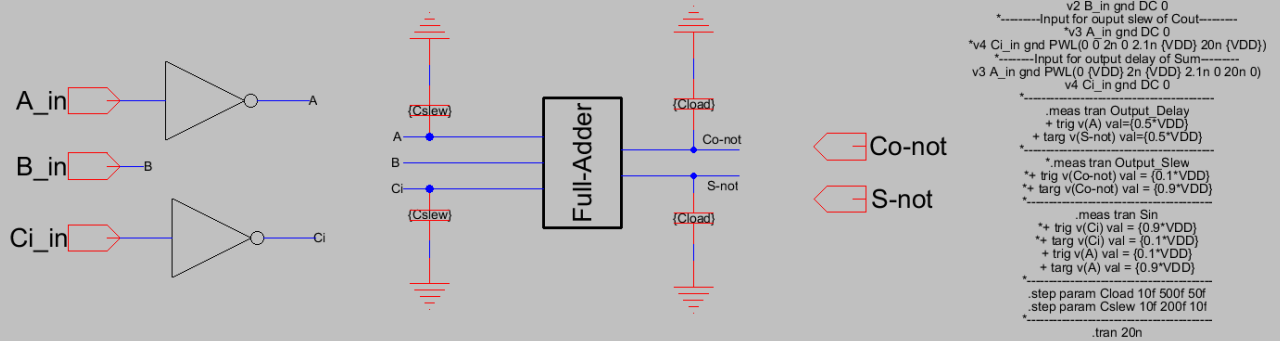 A_in
A
B_in
B
Ci_in
Ci
{Cslew}
A
B
Ci
{Cslew}
Full-Adder
{Cload}
Co-not
S-not
{Cload}
Co-not
S-not
v2 B_in gnd DC 0
*---------Input for ouput slew of Cout---------
*v3 A_in gnd DC 0
*v4 Ci_in gnd PWL(0 0 2n 0 2.1n {VDD} 20n {VDD})
*--------Input for output delay of Sum--------
v3 A_in gnd PWL(0 {VDD} 2n {VDD} 2.1n 0 20n 0)
v4 Ci_in gnd DC 0
*--------------------------------------------
.meas tran Output_Delay
+ trig v(A) val={0.5*VDD}
+ targ v(S-not) val={0.5*VDD}
*--------------------------------------------
*.meas tran Output_Slew
*+ trig v(Co-not) val = {0.1*VDD}
*+ targ v(Co-not) val = {0.9*VDD}
*--------------------------------------------
.meas tran Sin
*+ trig v(Ci) val = {0.9*VDD}
*+ targ v(Ci) val = {0.1*VDD}
+ trig v(A) val = {0.1*VDD}
+ targ v(A) val = {0.9*VDD}
*--------------------------------------------
.step param Cload 10f 500f 50f
.step param Cslew 10f 200f 10f
*--------------------------------------------
.tran 20n